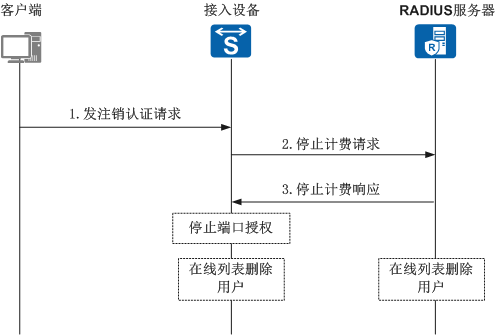 客户端
接入设备
RADIUS服务器
S
R
1.发注销认证请求
2.停止计费请求
3.停止计费响应
停止端口授权
在线列表删除
用户
在线列表删除
用户